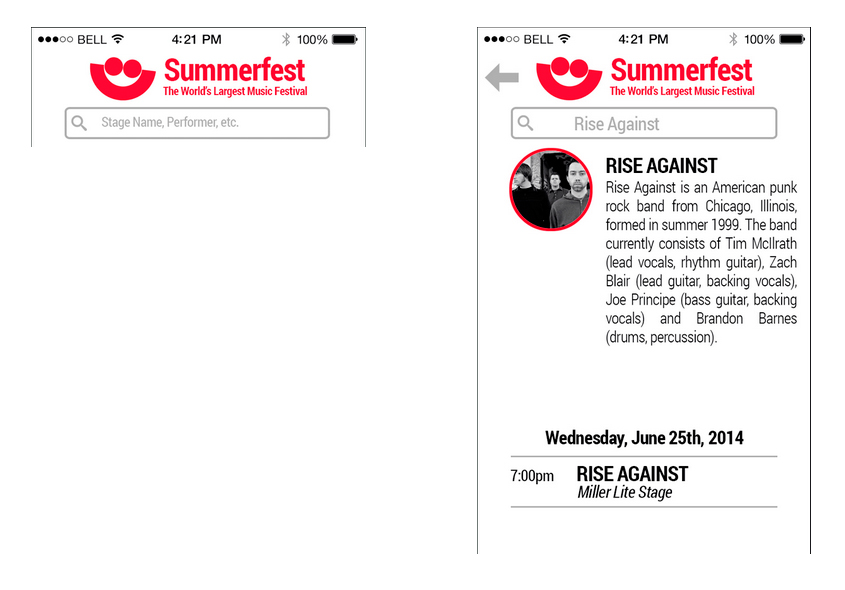 BELL 4:21 PM 100%
Summerfest
The World's Largest Music Festival
Stage Name, Performer, etc.
BELL 4:21 PM 100%
Summerfest
The World's Largest Music Festival
Rise Against
RISE AGAINST
Rise Against is an American punk
rock band from Chicago, Illinois,
formed in summer 1999. The band
currently consists of Tim McIlrath
(lead vocals, rhythm guitar), Zach
Blair (lead guitar, backing vocals),
Joe Principe (bass guitar, backing
vocals) and Brandon Barnes
(drums, percussion).
Wednesday, June 25th, 2014
7:00pm RISE AGAINST
Miller Lite Stage